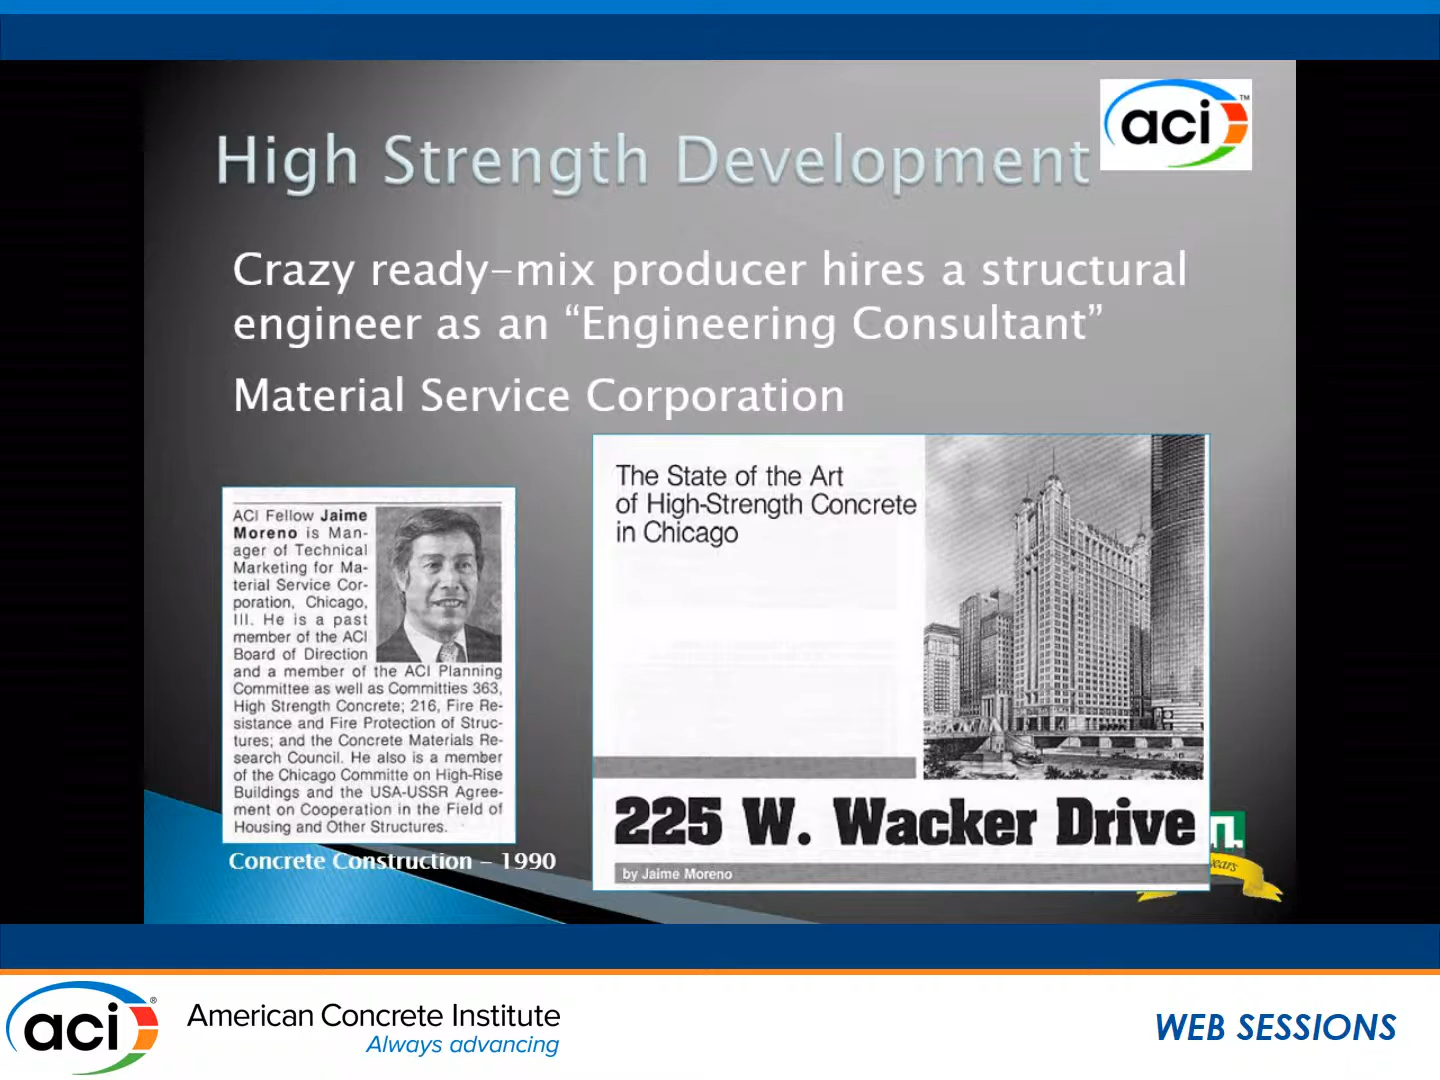 aci™
High Strength Development
Crazy ready-mix producer hires a structural
engineer as an “Engineering Consultant”
Material Service Corporation
ACI Fellow Jaime
Moreno is Man-
ager of Technical
Marketing for Ma-
terial Service Cor-
poration, Chicago,
Ill. He is a past
member of the ACI
Board of Direction
and a member of the ACI Planning
Committee as well as Committies 363,
High Strength Concrete; 216, Fire Re-
sistance and Fire Protection of Struc-
tures; and the Concrete Materials Re-
search Council. He also is a member
of the Chicago Committe on High-Rise
Buildings and the USA-USSR Agree-
ment on Cooperation in the Field of
Housing and Other Structures.
Concrete Construction – 1990
The State of the Art
of High-Strength Concrete
in Chicago
225 W. Wacker Drive
by Jaime Moreno
ears
aci®
American Concrete Institute
Always advancing
WEB SESSIONS